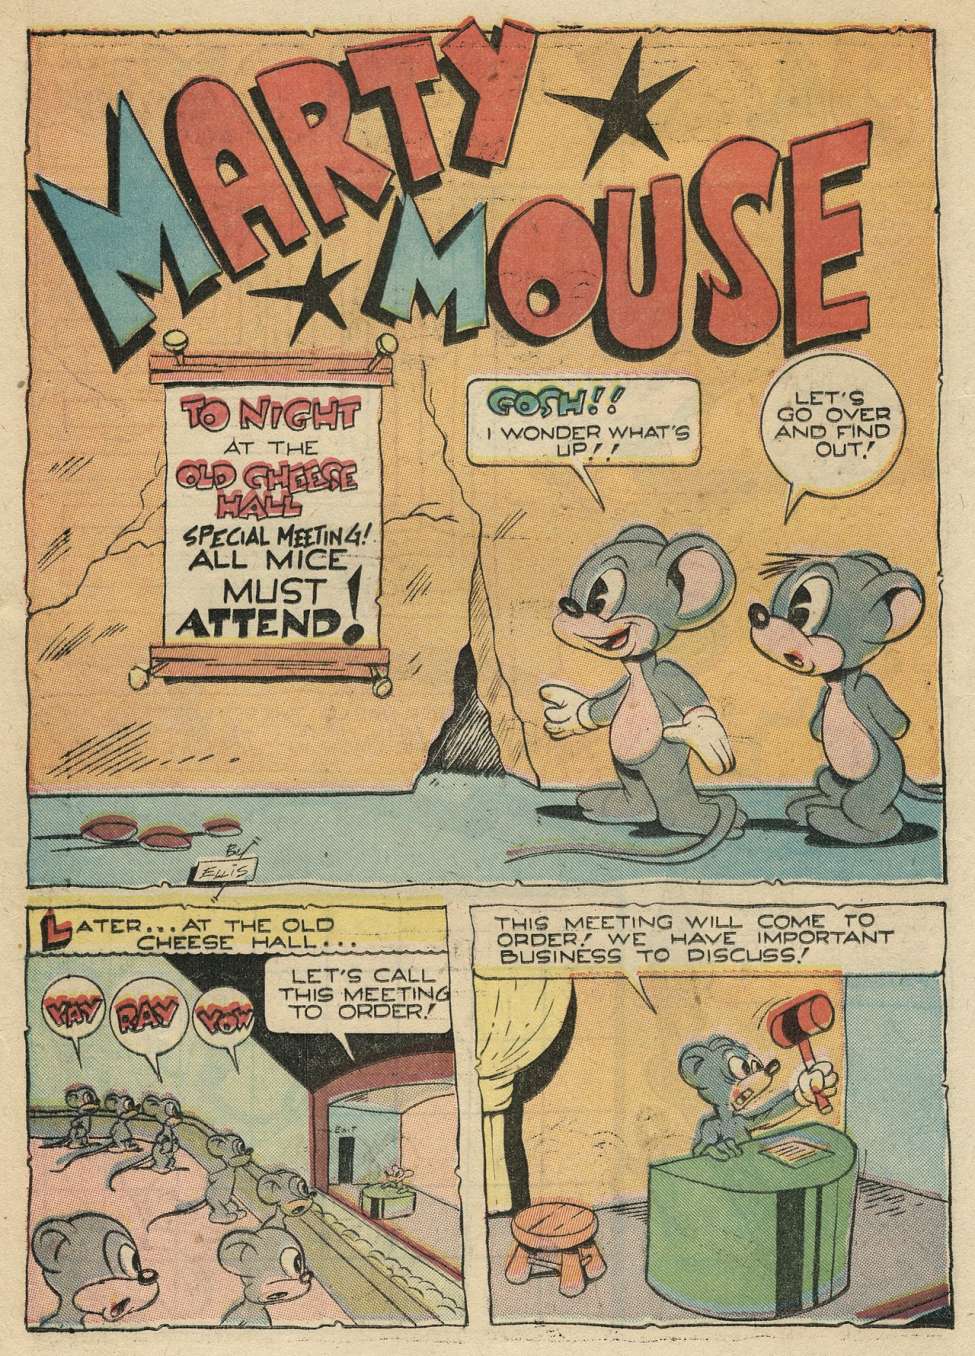 MARTY
MOUSE
TO NIGHT
AT THE
OLD CHEESE
HALL
SPECIAL MEETING!
ALL MICE
MUST
ATTEND!
GOSH!!
I WONDER WHAT'S
UP!!
LET'S
GO OVER
AND FIND
OUT!
BY
ELLIS
LATER...AT THE OLD
CHEESE HALL...
YAY
RAY
YOW
LET'S CALL
THIS MEETING
TO ORDER!
EXIT
THIS MEETING WILL COME TO
ORDER! WE HAVE IMPORTANT
BUSINESS TO DISCUSS!